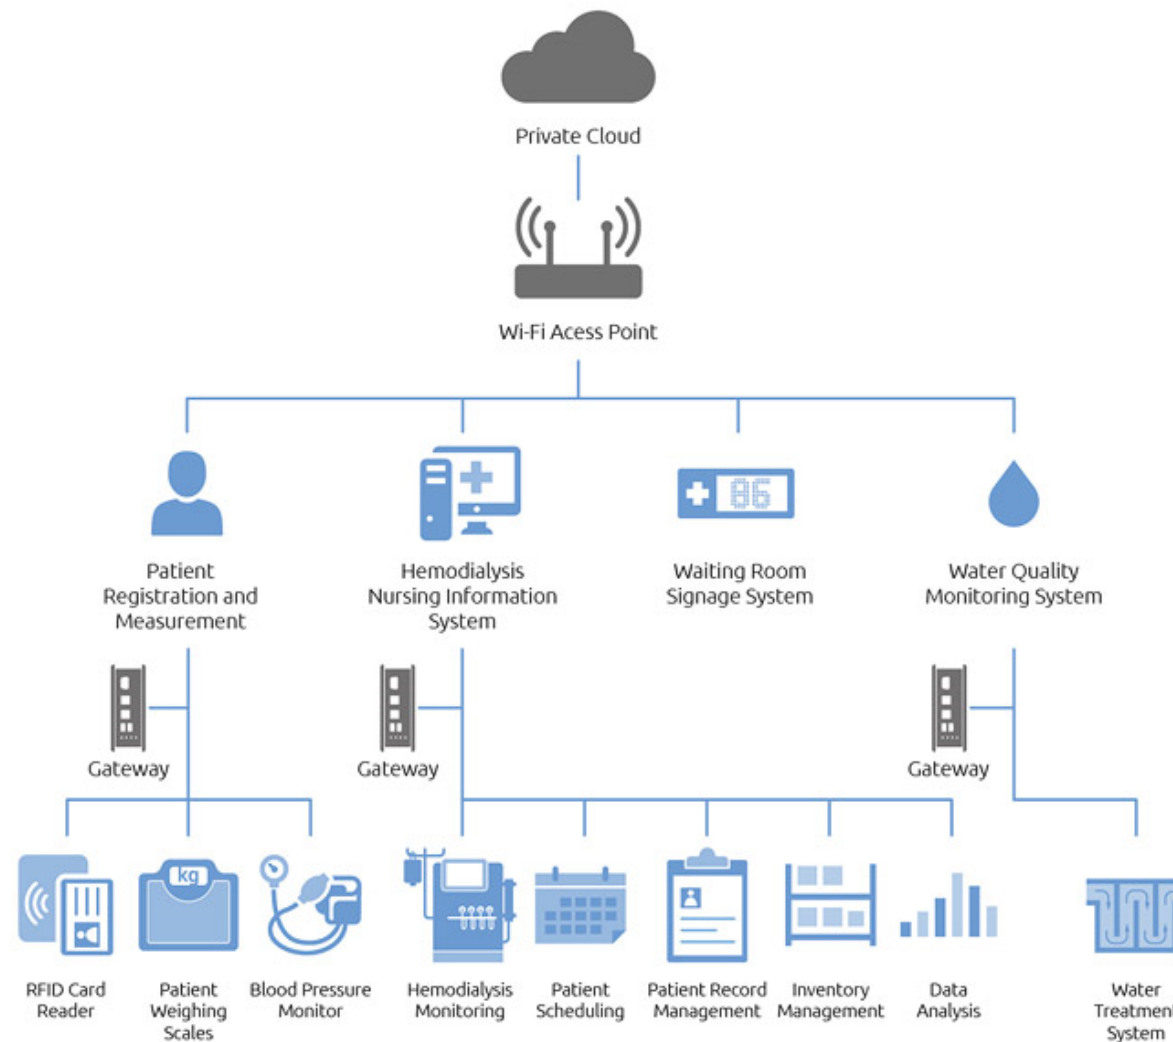 Private Cloud
Wi-Fi Acess Point
Patient
Registration and
Measurement
Hemodialysis
Nursing Information
System
86
Waiting Room
Signage System
Water Quality
Monitoring System
Gateway
Gateway
Gateway
kg
RFID Card
Reader
Patient
Weighing
Scales
Blood Pressure
Monitor
Hemodialysis
Monitoring
Patient
Scheduling
Patient Record
Management
Inventory
Management
Data
Analysis
Water
Treatment
System